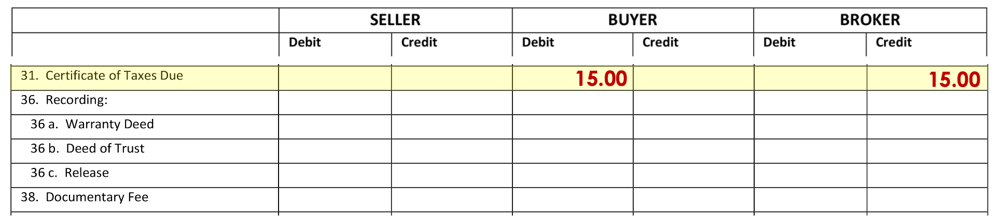 SELLER BUYER BROKER
Debit Credit Debit Credit Debit Credit
31. Certificate of Taxes Due 15.00 15.00
36. Recording:
36 a. Warranty Deed
36 b. Deed of Trust
36 c. Release
38. Documentary Fee